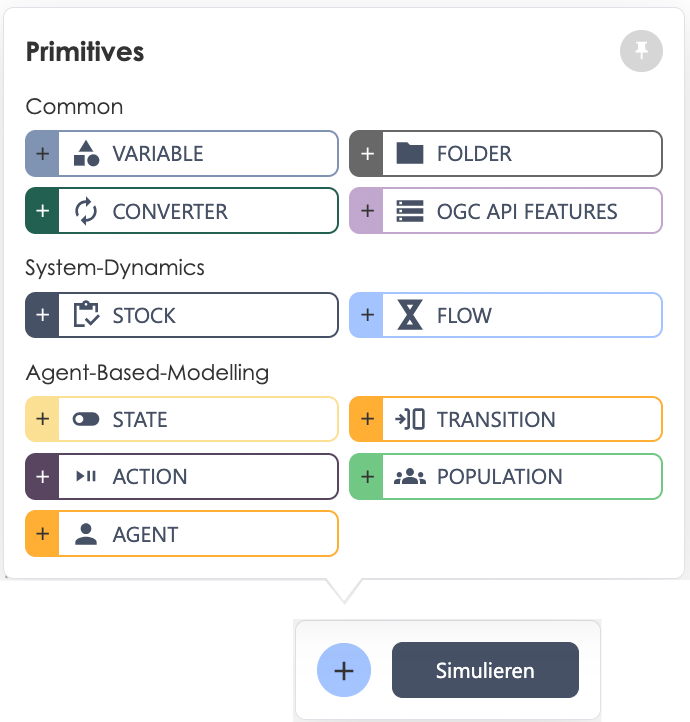 Primitives
Common
+ VARIABLE
+ FOLDER
+ CONVERTER
+ OGC API FEATURES
System-Dynamics
+ STOCK
+ FLOW
Agent-Based-Modelling
+ STATE
+ TRANSITION
+ ACTION
+ POPULATION
+ AGENT
+ Simulieren